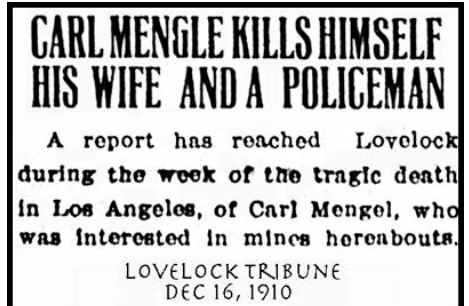 CARL MENGLE KILLS HIMSELF
HIS WIFE AND A POLICEMAN
A report has reached Lovelock
during the week of the tragic death
in Los Angeles, of Carl Mengel, who
was interested in mines hereabouts.
LOVELOCK TRIBUNE
DEC 16, 1910